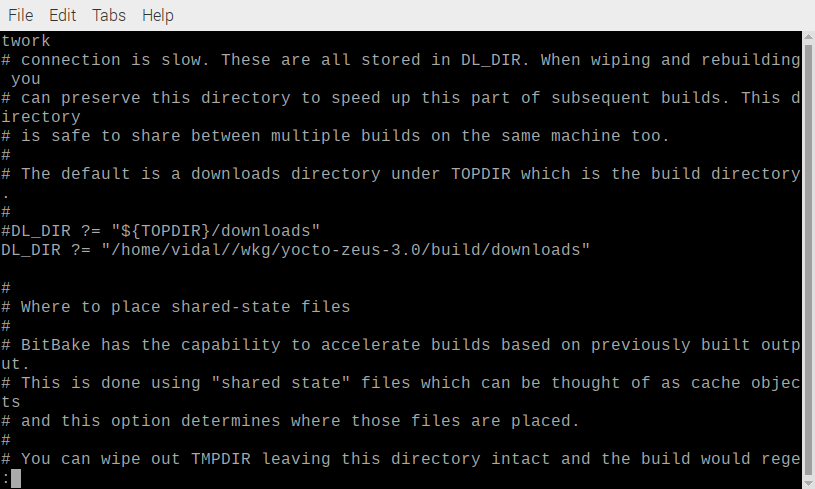 File Edit Tabs Help
twork
# connection is slow. These are all stored in DL_DIR. When wiping and rebuilding
 you
# can preserve this directory to speed up this part of subsequent builds. This d
irectory
# is safe to share between multiple builds on the same machine too.
#
# The default is a downloads directory under TOPDIR which is the build directory
.
#
#DL_DIR ?= "${TOPDIR}/downloads"
DL_DIR ?= "/home/vidal//wkg/yocto-zeus-3.0/build/downloads"

#
# Where to place shared-state files
#
# BitBake has the capability to accelerate builds based on previously built outp
ut.
# This is done using "shared state" files which can be thought of as cache objec
ts
# and this option determines where those files are placed.
#
# You can wipe out TMPDIR leaving this directory intact and the build would rege
: